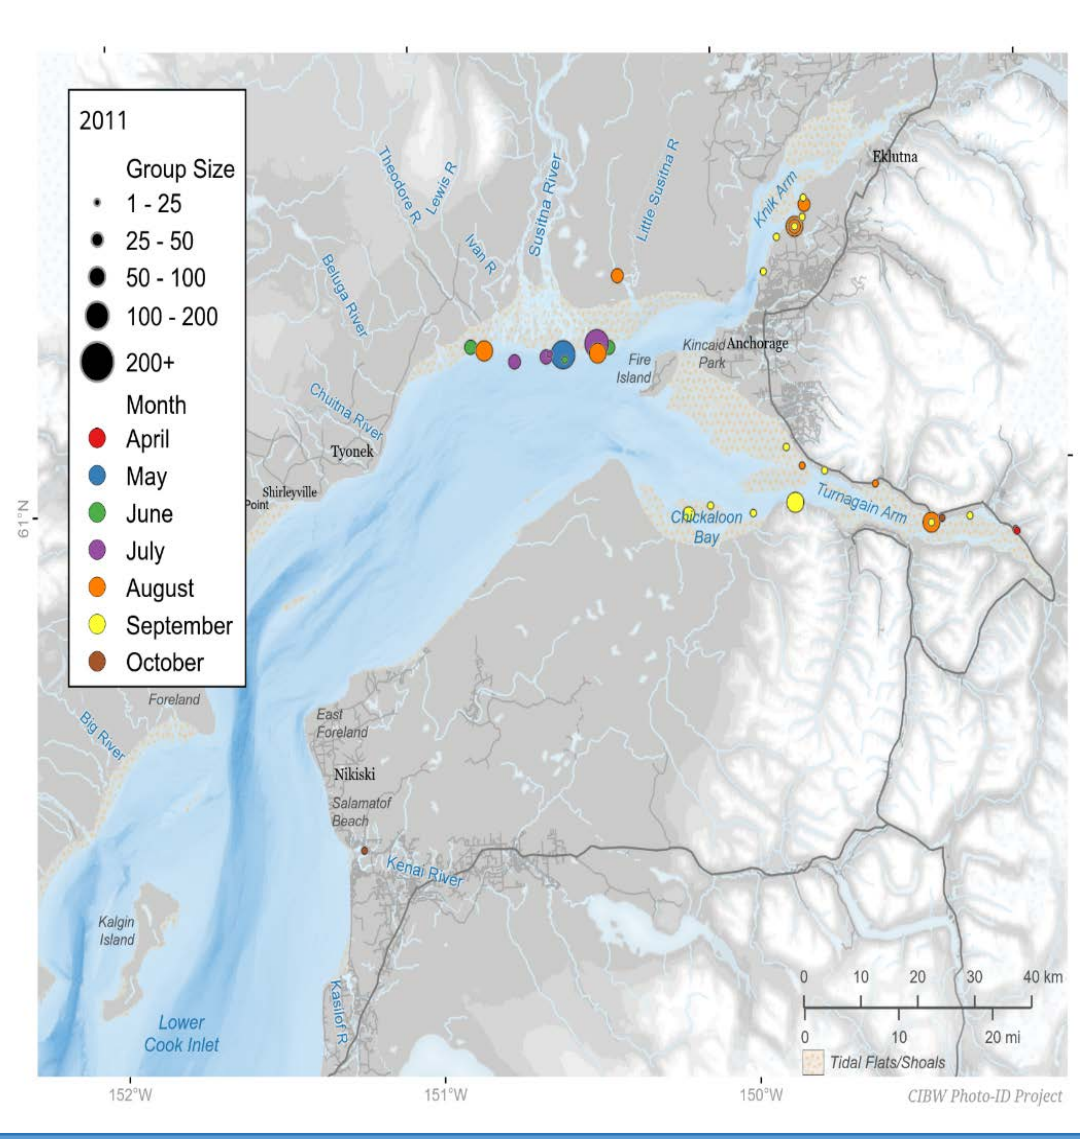 2011
Group Size
1 - 25
25 - 50
50 - 100
100 - 200
200+
Month
April
May
June
July
August
September
October
Theodore R
Lewis R
Ivan R
Susitna River
Little Susitna R
Knik Arm
Eklutna
Beluga River
Chuitna River
Tyonek
Shirleyville
Point
Fire
Island
Kincaid
Park
Anchorage
Turnagain Arm
Chickaloon
Bay
61°N
Foreland
Big River
East
Foreland
Nikiski
Salamatof
Beach
Kenai River
Kalgin
Island
Kasilof R
Lower
Cook Inlet
0 10 20 30 40 km
0 10 20 mi
Tidal Flats/Shoals
152°W
151°W
150°W
CIBW Photo-ID Project